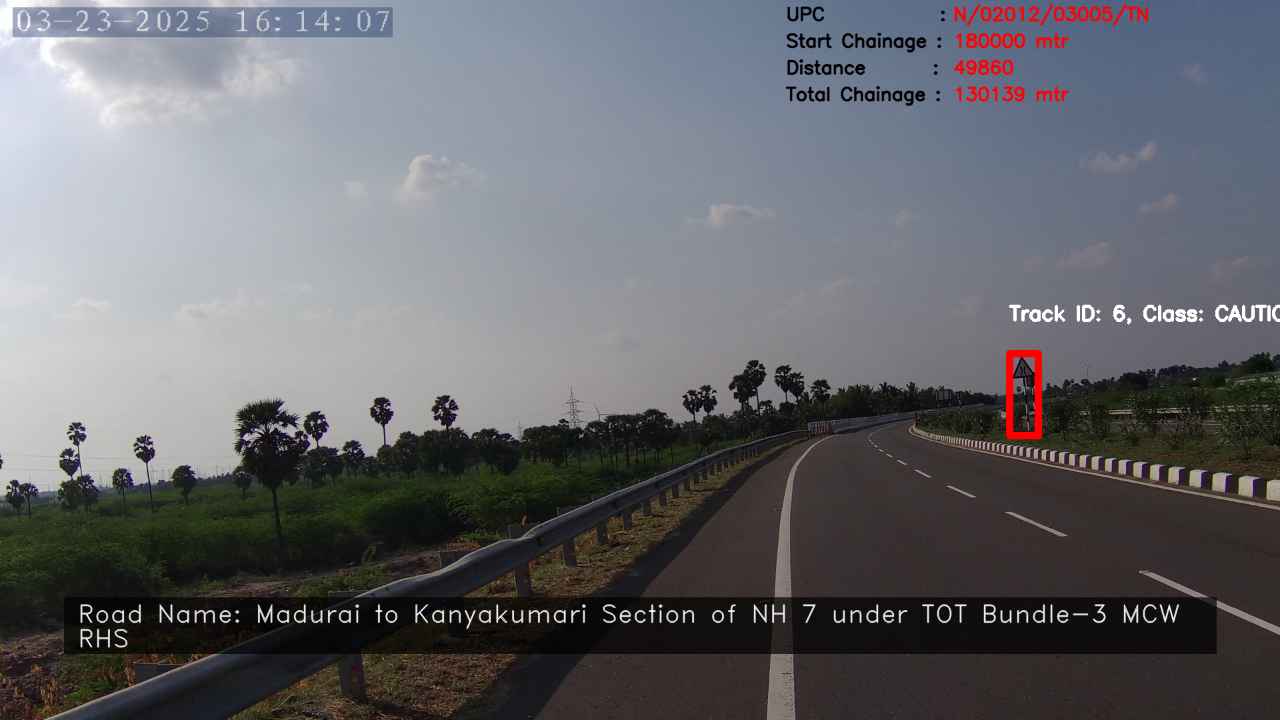 03-23-2025 16:14:07
UPC : N/02012/03005/TN
Start Chainage : 180000 mtr
Distance : 49860
Total Chainage : 130139 mtr
Track ID: 6, Class: CAUTIO
Road Name: Madurai to Kanyakumari Section of NH 7 under TOT Bundle-3 MCW
RHS